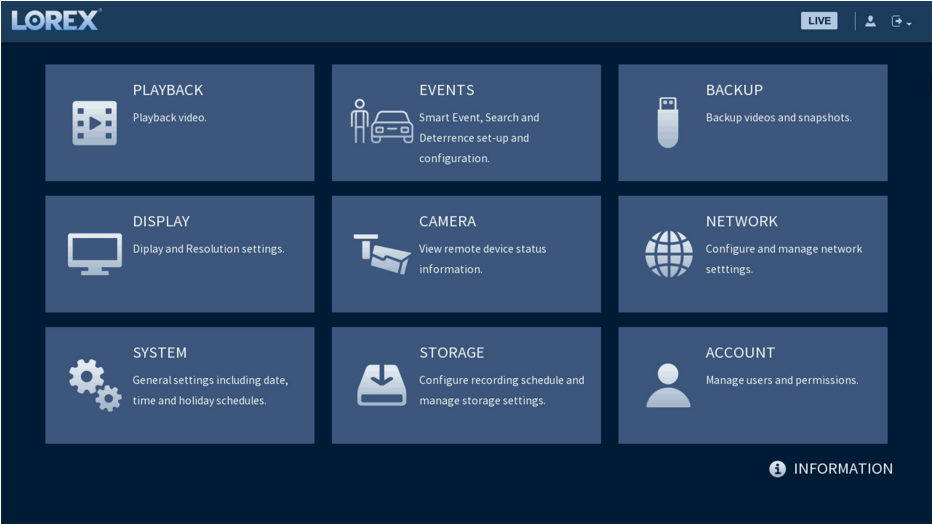 LOREX
LIVE
PLAYBACK
Playback video.
EVENTS
Smart Event, Search and
Deterrence set-up and
configuration.
BACKUP
Backup videos and snapshots.
DISPLAY
Diplay and Resolution settings.
CAMERA
View remote device status
information.
NETWORK
Configure and manage network
setttings.
SYSTEM
General settings including date,
time and holiday schedules.
STORAGE
Configure recording schedule and
manage storage settings.
ACCOUNT
Manage users and permissions.
INFORMATION